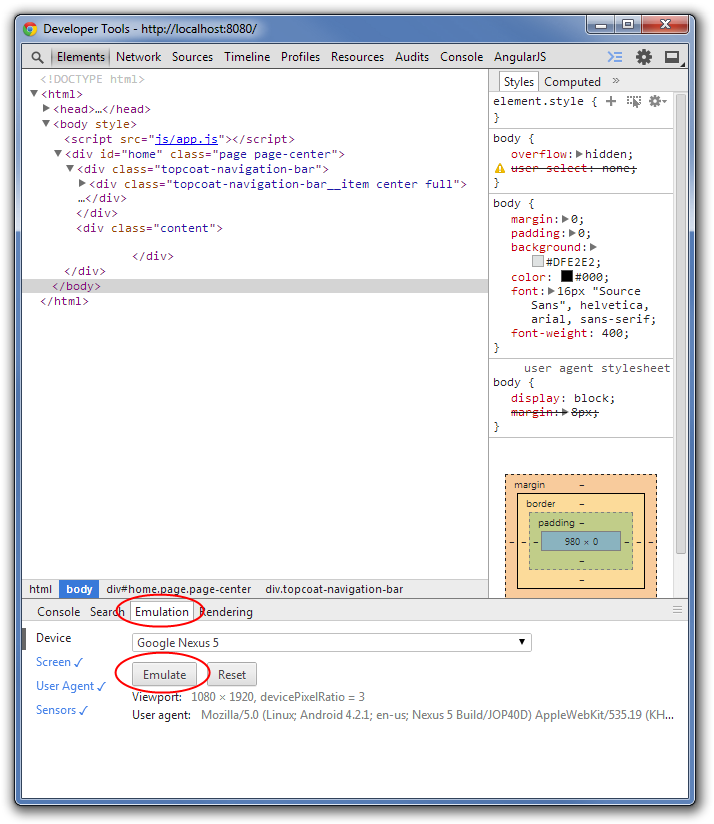 Developer Tools - http://localhost:8080/
Elements Network Sources Timeline Profiles Resources Audits Console AngularJS
<!DOCTYPE html>
▼<html>
▶<head>…</head>
▼<body style>
<script src="js/app.js"></script>
▼<div id="home" class="page page-center">
▼<div class="topcoat-navigation-bar">
▶<div class="topcoat-navigation-bar__item center full">
…</div>
</div>
<div class="content">
</div>
</div>
</body>
</html>
Styles Computed »
element.style {
}
body {
overflow:▶hidden;
user-select: none;
}
body {
margin:▶0;
padding:▶0;
background:▶
#DFE2E2;
color: #000;
font:▶16px "Source
Sans", helvetica,
arial, sans-serif;
font-weight: 400;
}
user agent stylesheet
body {
display: block;
margin:▶8px;
}
margin –
border –
padding –
– – – 980 × 0 – – –
–
–
html body div#home.page.page-center div.topcoat-navigation-bar
Console Search Emulation Rendering
Device
Google Nexus 5 ▼
Screen ✓
Emulate Reset
User Agent ✓
Viewport: 1080 × 1920, devicePixelRatio = 3
Sensors ✓
User agent: Mozilla/5.0 (Linux; Android 4.2.1; en-us; Nexus 5 Build/JOP40D) AppleWebKit/535.19 (KH...